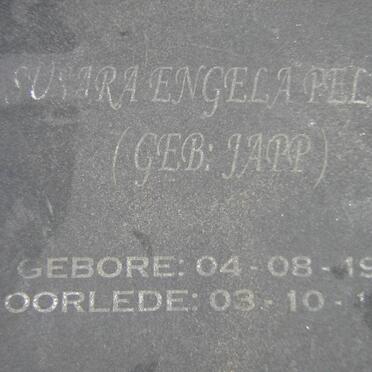 SUSARA ENGELA PEL
(GEB: JAPP)
GEBORE: 04-08-19
OORLEDE: 03-10-1